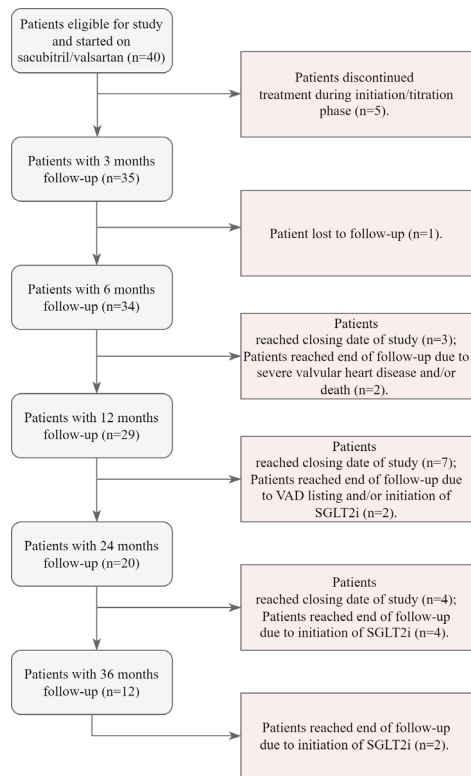 Patients eligible for study
and started on
sacubitril/valsartan (n=40)
Patients discontinued
treatment during initiation/titration
phase (n=5).
Patients with 3 months
follow-up (n=35)
Patient lost to follow-up (n=1).
Patients with 6 months
follow-up (n=34)
Patients
reached closing date of study (n=3);
Patients reached end of follow-up due to
severe valvular heart disease and/or
death (n=2).
Patients with 12 months
follow-up (n=29)
Patients
reached closing date of study (n=7);
Patients reached end of follow-up due
to VAD listing and/or initiation of
SGLT2i (n=2).
Patients with 24 months
follow-up (n=20)
Patients
reached closing date of study (n=4);
Patients reached end of follow-up
due to initiation of SGLT2i (n=4).
Patients with 36 months
follow-up (n=12)
Patients reached end of follow-up
due to initiation of SGLT2i (n=2).